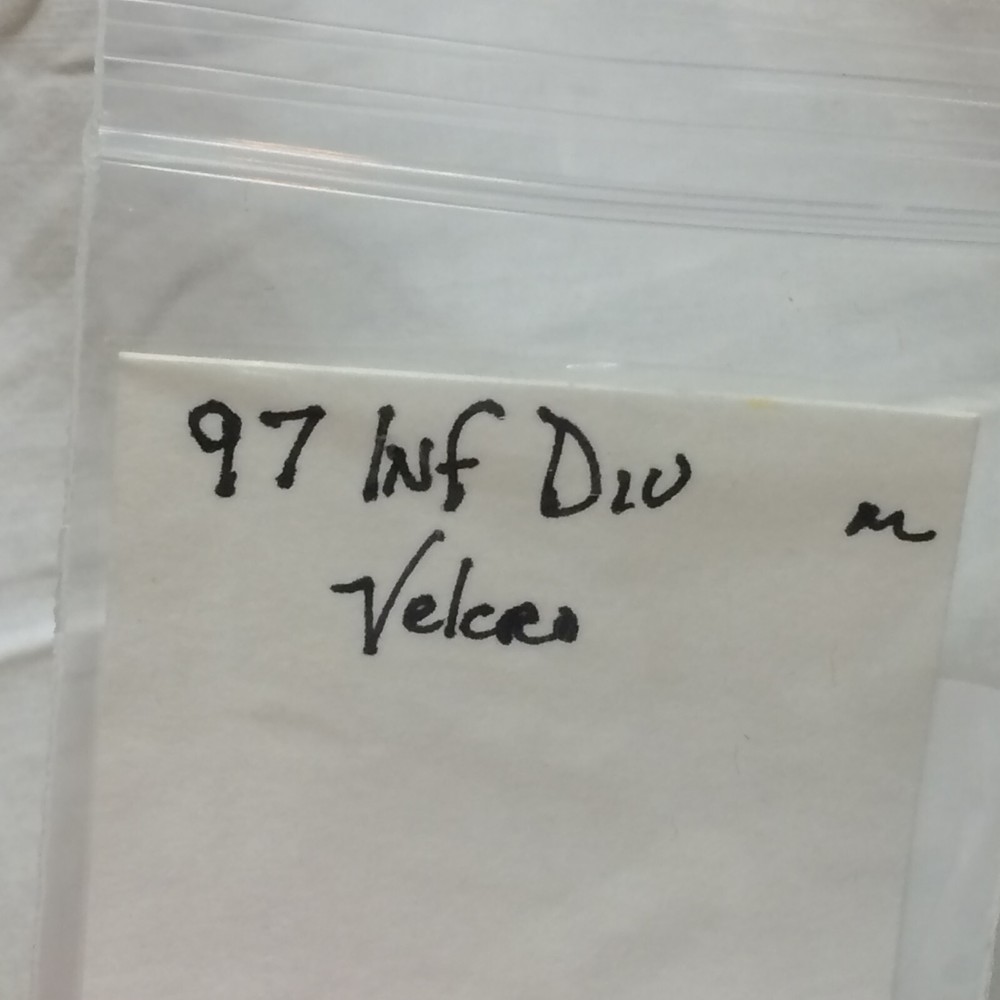 97 Inf Div
Velcro